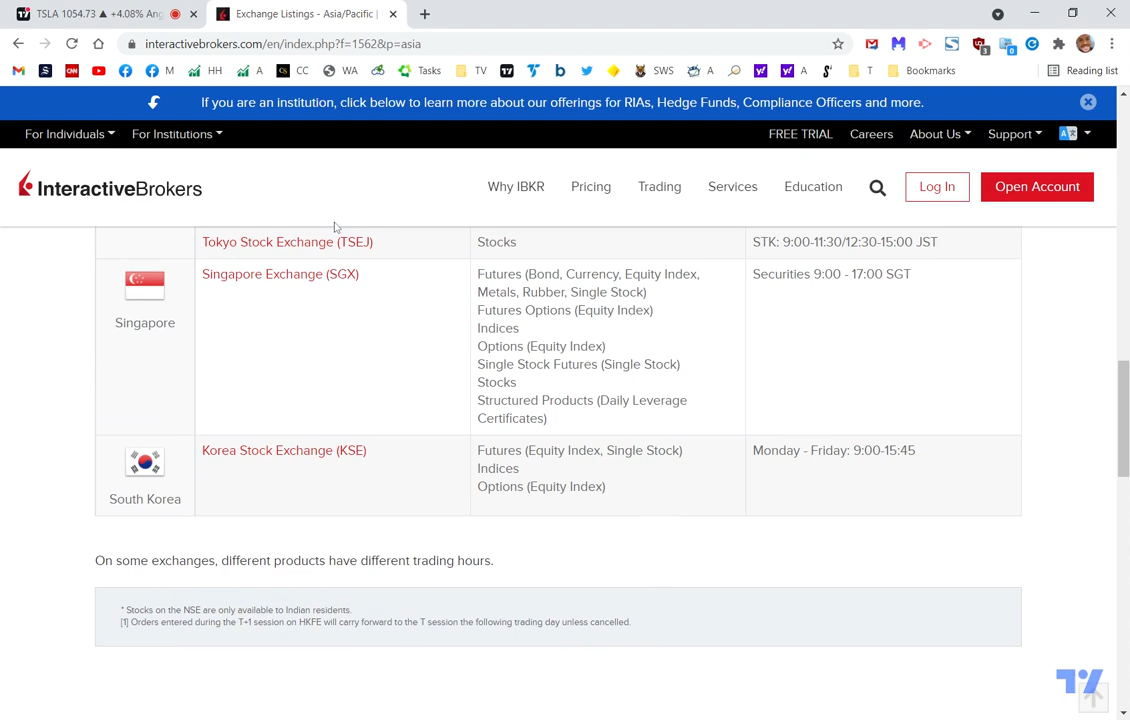 TSLA 1054.73 ▲ +4.08% An
Exchange Listings - Asia/Pacific |
interactivebrokers.com/en/index.php?f=1562&p=asia
3
0
M
HH
A
CC
WA
Tasks
TV
SWS
A
A
T
Bookmarks
Reading list
If you are an institution, click below to learn more about our offerings for RIAs, Hedge Funds, Compliance Officers and more.
For Individuals
For Institutions
FREE TRIAL
Careers
About Us
Support
InteractiveBrokers
Why IBKR
Pricing
Trading
Services
Education
Log In
Open Account
Tokyo Stock Exchange (TSEJ)
Stocks
STK: 9:00-11:30/12:30-15:00 JST
Singapore
Singapore Exchange (SGX)
Futures (Bond, Currency, Equity Index,
Metals, Rubber, Single Stock)
Futures Options (Equity Index)
Indices
Options (Equity Index)
Single Stock Futures (Single Stock)
Stocks
Structured Products (Daily Leverage
Certificates)
Securities 9:00 - 17:00 SGT
South Korea
Korea Stock Exchange (KSE)
Futures (Equity Index, Single Stock)
Indices
Options (Equity Index)
Monday - Friday: 9:00-15:45
On some exchanges, different products have different trading hours.
* Stocks on the NSE are only available to Indian residents.
[1] Orders entered during the T+1 session on HKFE will carry forward to the T session the following trading day unless cancelled.